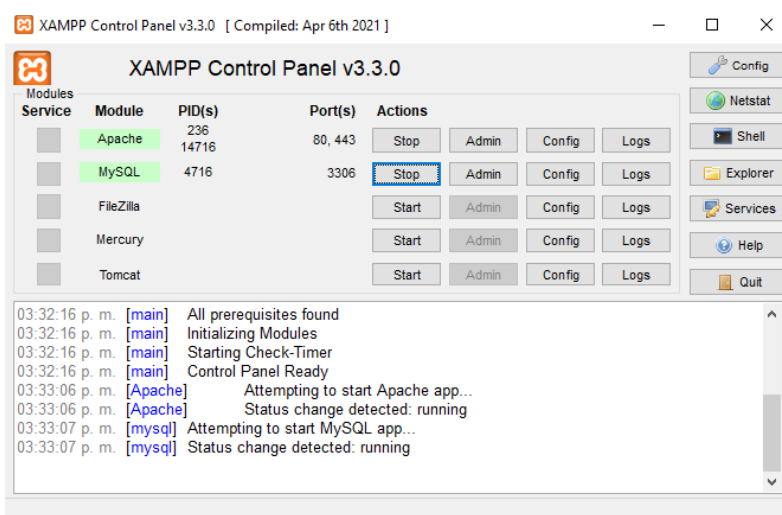 XAMPP Control Panel v3.3.0 [ Compiled: Apr 6th 2021 ]
XAMPP Control Panel v3.3.0
Config
Modules
Service Module PID(s) Port(s) Actions
Netstat
Apache 236 14716 80, 443 Stop Admin Config Logs
Shell
MySQL 4716 3306 Stop Admin Config Logs
Explorer
FileZilla Start Admin Config Logs
Services
Mercury Start Admin Config Logs
Help
Tomcat Start Admin Config Logs
Quit
03:32:16 p. m. [main] All prerequisites found
03:32:16 p. m. [main] Initializing Modules
03:32:16 p. m. [main] Starting Check-Timer
03:32:16 p. m. [main] Control Panel Ready
03:33:06 p. m. [Apache] Attempting to start Apache app...
03:33:06 p. m. [Apache] Status change detected: running
03:33:07 p. m. [mysql] Attempting to start MySQL app...
03:33:07 p. m. [mysql] Status change detected: running